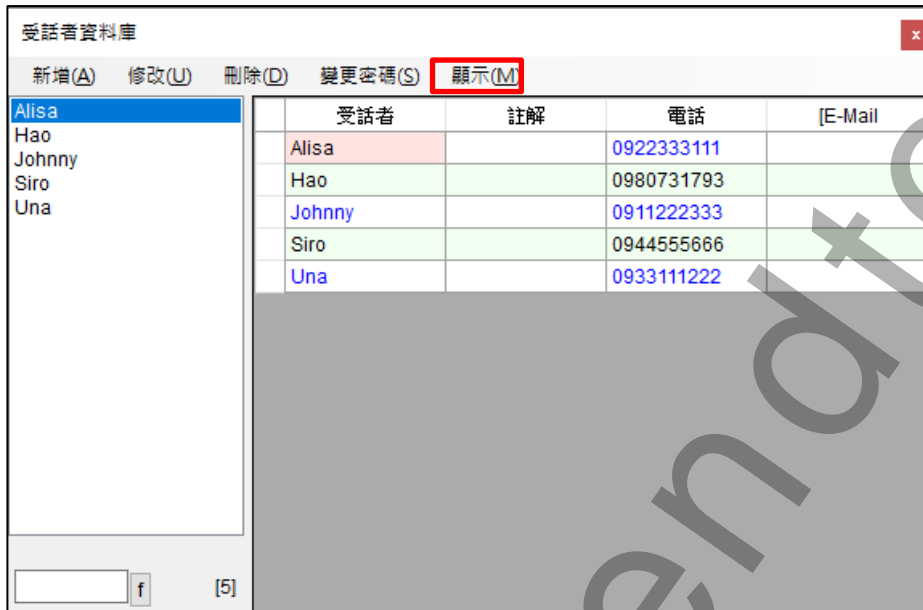 受話者資料庫
x
新增(A) 修改(U) 刪除(D) 變更密碼(S) 顯示(M)
Alisa
Hao
Johnny
Siro
Una
受話者 註解 電話 [E-Mail
Alisa 0922333111
Hao 0980731793
Johnny 0911222333
Siro 0944555666
Una 0933111222
f [5]
endt